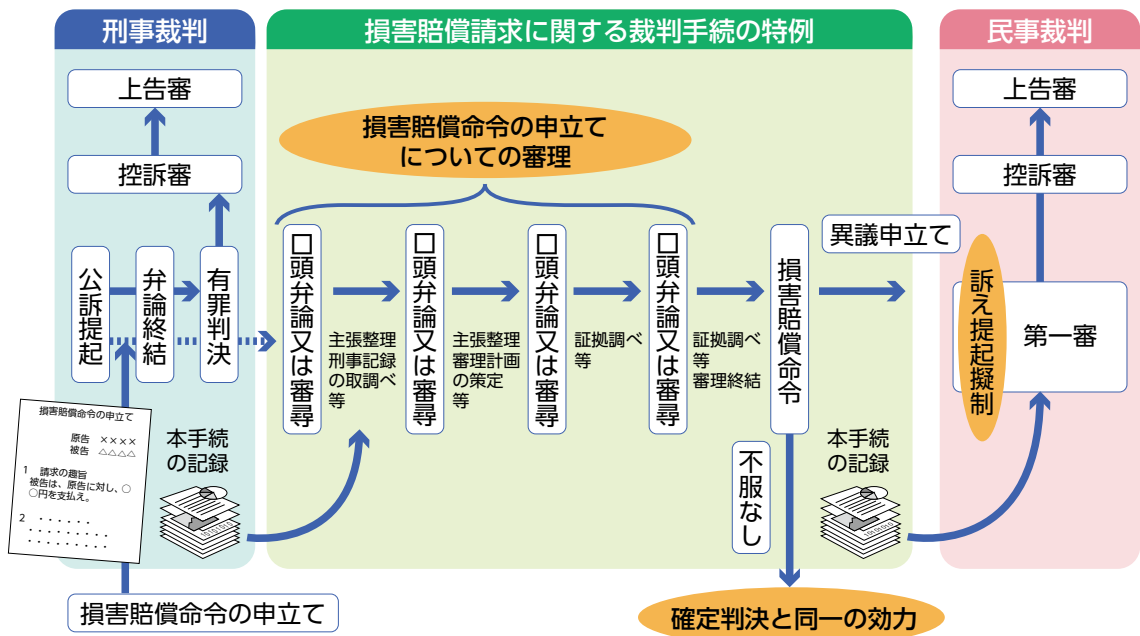 刑事裁判
上告審
控訴審
公訴提起
弁論終結
有罪判決
損害賠償命令の申立て
原告 ××××
被告 △△△△
1 請求の趣旨
被告は、原告に対し、○
○円を支払え。
2 ・・・・・・
・・・・・・・・・
・・・・・・・・・
本手続
の記録
損害賠償命令の申立て
損害賠償請求に関する裁判手続の特例
損害賠償命令の申立て
についての審理
口頭弁論又は審尋
主張整理
刑事記録
の取調べ
等
口頭弁論又は審尋
主張整理
審理計画
の策定
等
口頭弁論又は審尋
証拠調べ
等
口頭弁論又は審尋
証拠調べ
等
審理終結
損害賠償命令
異議申立て
不服なし
本手続
の記録
確定判決と同一の効力
民事裁判
上告審
控訴審
訴え提起擬制
第一審